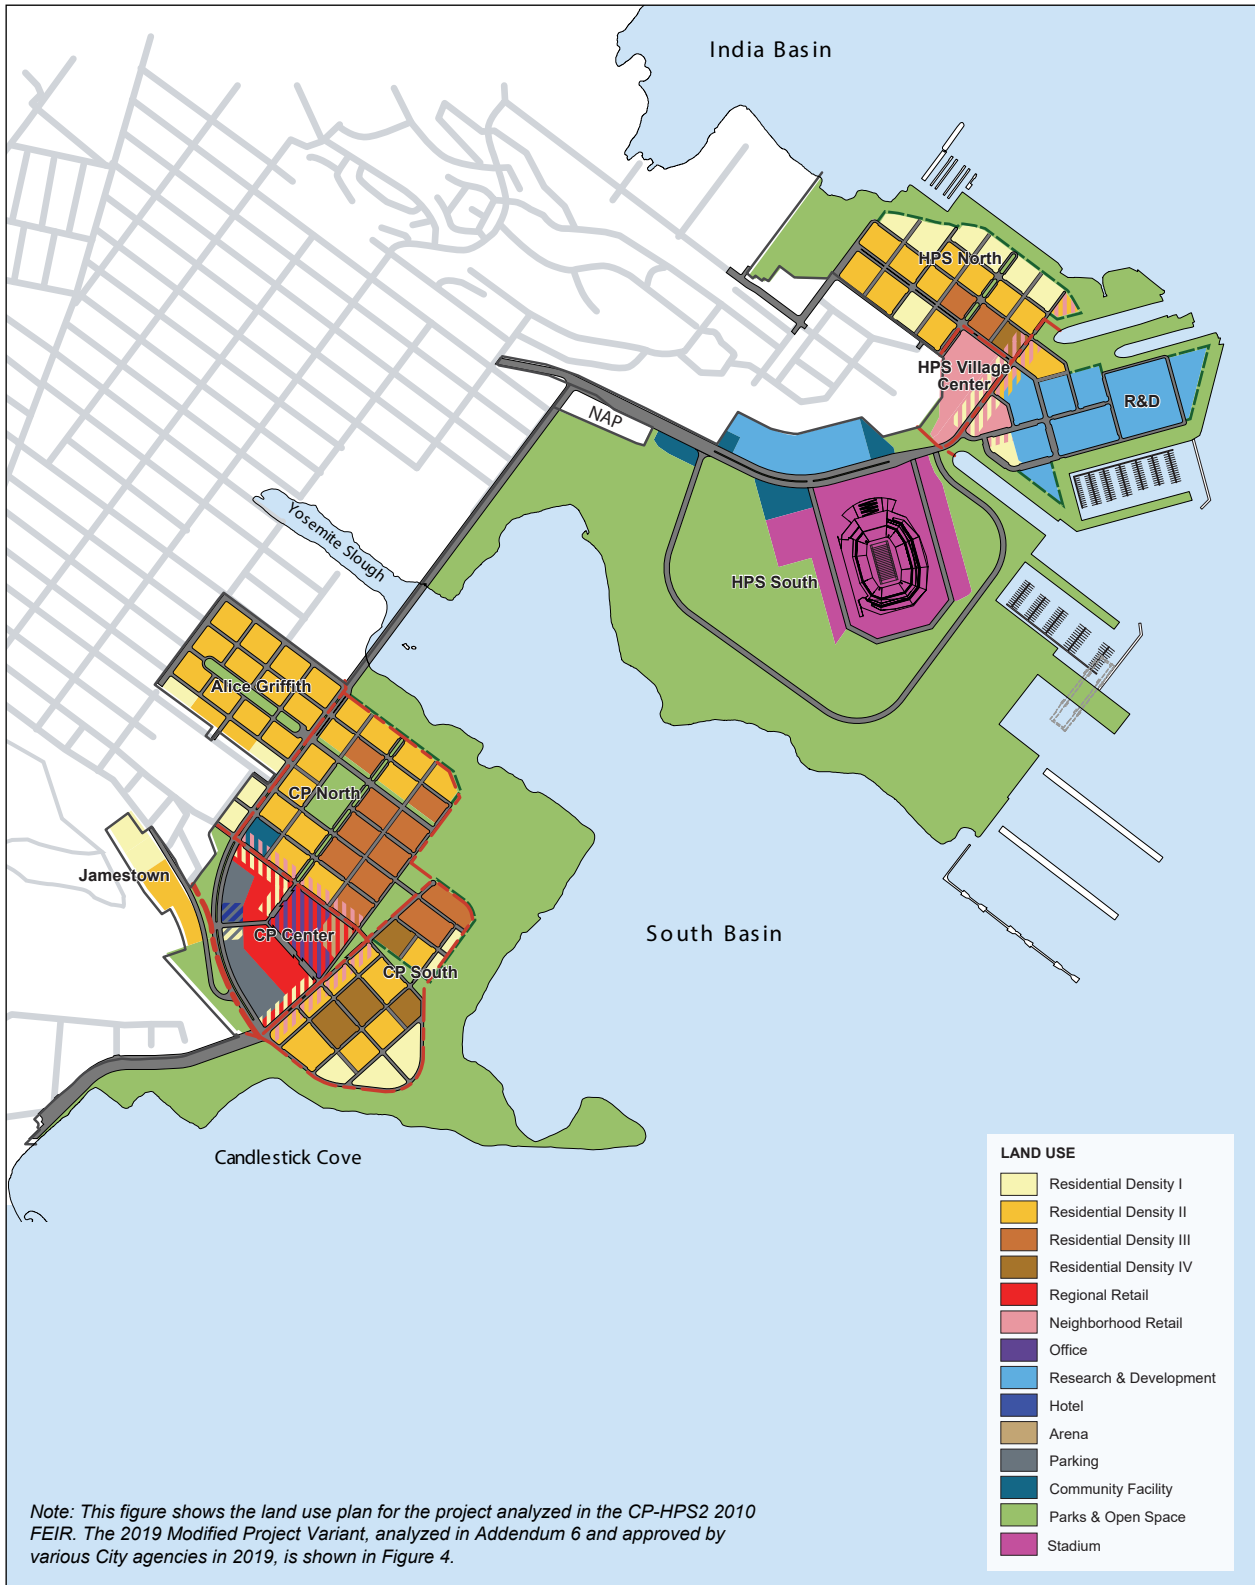 India Basin
HPS North
HPS Village
Center
R&D
NAP
Yosemite Slough
HPS South
Alice Griffith
CP North
Jamestown
CP Center
South Basin
CP South
Candlestick Cove
LAND USE
Residential Density I
Residential Density II
Residential Density III
Residential Density IV
Regional Retail
Neighborhood Retail
Office
Research & Development
Hotel
Arena
Parking
Community Facility
Parks & Open Space
Stadium
Note: This figure shows the land use plan for the project analyzed in the CP-HPS2 2010
FEIR. The 2019 Modified Project Variant, analyzed in Addendum 6 and approved by
various City agencies in 2019, is shown in Figure 4.